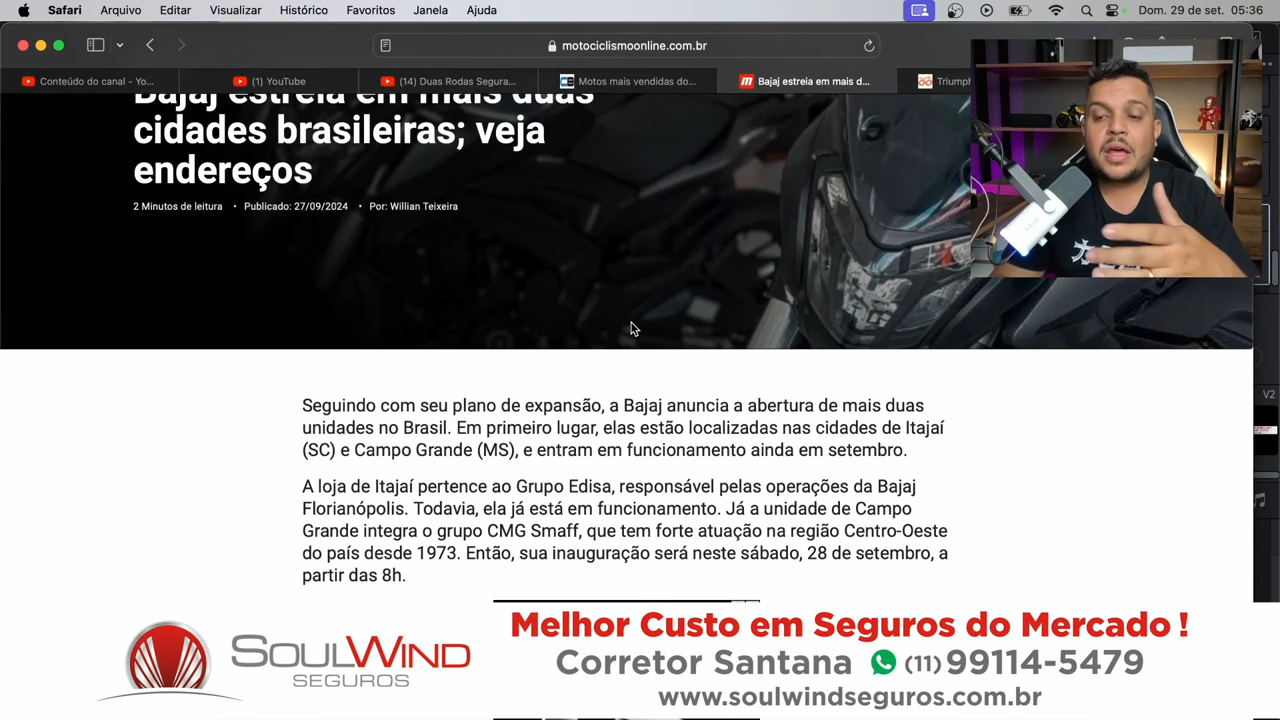 Safari Arquivo Editar Visualizar Histórico Favoritos Janela Ajuda Dom. 29 de set. 05:36
motociclismoonline.com.br
Conteúdo do canal - Yo... (1) YouTube (14) Duas Rodas Segura... Motos mais vendidas do... Bajaj estreia em mais d... Triumph
Bajaj estreia em mais duas
cidades brasileiras; veja
endereços
2 Minutos de leitura • Publicado: 27/09/2024 • Por: Willian Teixeira
V2
Seguindo com seu plano de expansão, a Bajaj anuncia a abertura de mais duas
unidades no Brasil. Em primeiro lugar, elas estão localizadas nas cidades de Itajaí
(SC) e Campo Grande (MS), e entram em funcionamento ainda em setembro.
A loja de Itajaí pertence ao Grupo Edisa, responsável pelas operações da Bajaj
Florianópolis. Todavia, ela já está em funcionamento. Já a unidade de Campo
Grande integra o grupo CMG Smaff, que tem forte atuação na região Centro-Oeste
do país desde 1973. Então, sua inauguração será neste sábado, 28 de setembro, a
partir das 8h.
SOULWIND
SEGUROS
Melhor Custo em Seguros do Mercado !
Corretor Santana (11) 99114-5479
www.soulwindseguros.com.br